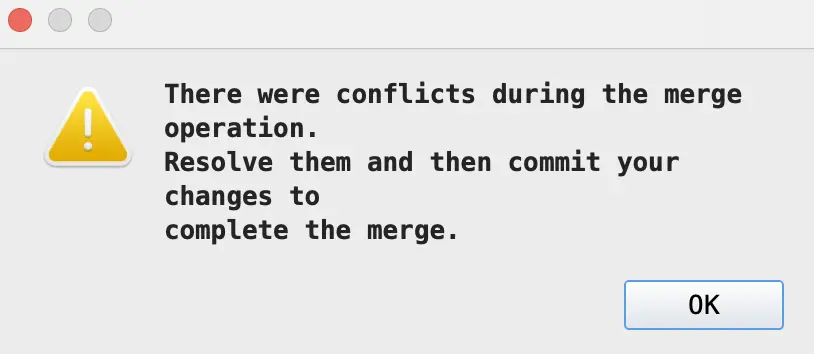 There were conflicts during the merge
operation.
Resolve them and then commit your
changes to
complete the merge.
OK